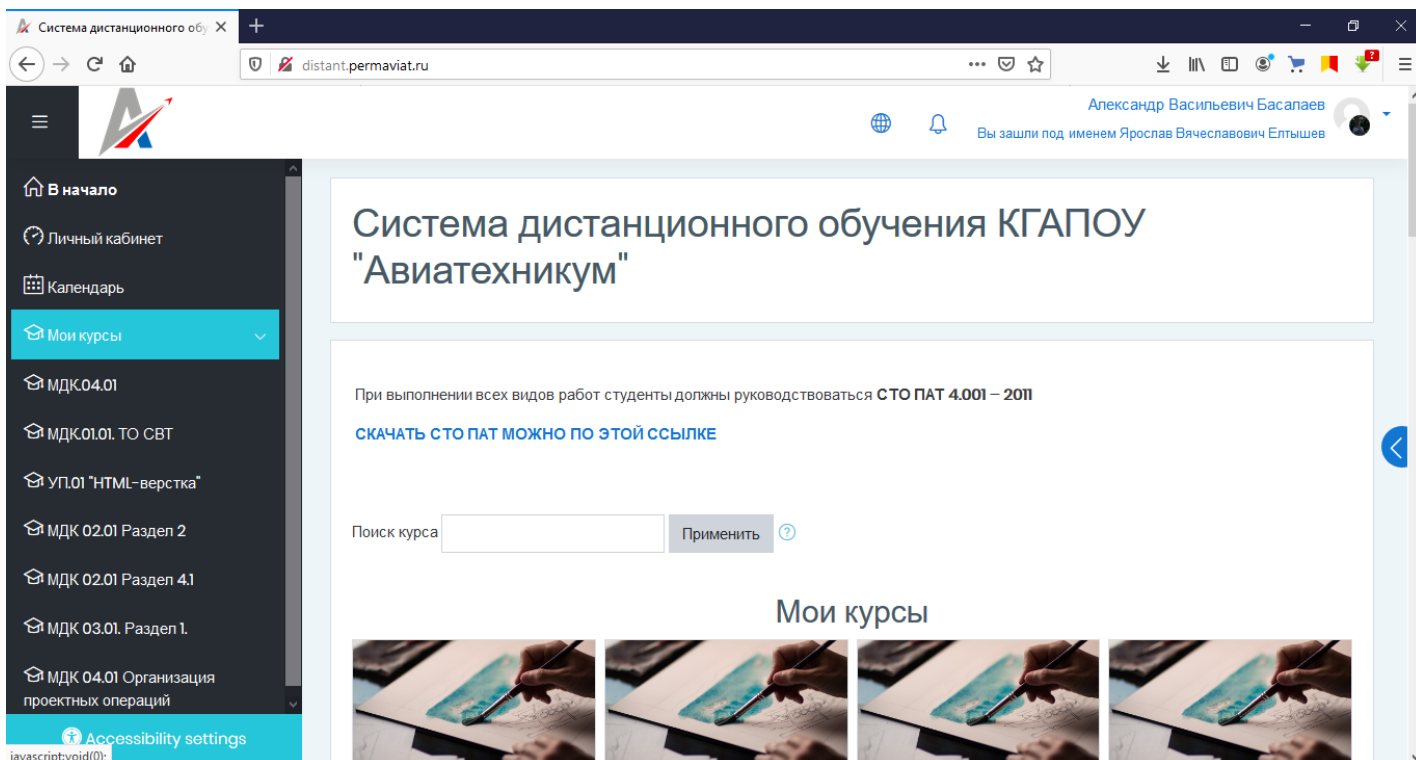 Система дистанционного обу
distant.permaviat.ru
Александр Васильевич Басалаев
Вы зашли под именем Ярослав Вячеславович Елтышев
В начало
Личный кабинет
Календарь
Мои курсы
МДК.04.01
МДК.01.01. ТО СВТ
УП.01 "HTML-верстка"
МДК 02.01 Раздел 2
МДК 02.01 Раздел 4.1
МДК 03.01. Раздел 1.
МДК 04.01 Организация
проектных операций
Accessibility settings
javascript:void(0);
Система дистанционного обучения КГАПОУ
"Авиатехникум"
При выполнении всех видов работ студенты должны руководствоваться СТО ПАТ 4.001 – 2011
СКАЧАТЬ СТО ПАТ МОЖНО ПО ЭТОЙ ССЫЛКЕ
Поиск курса
Применить
Мои курсы